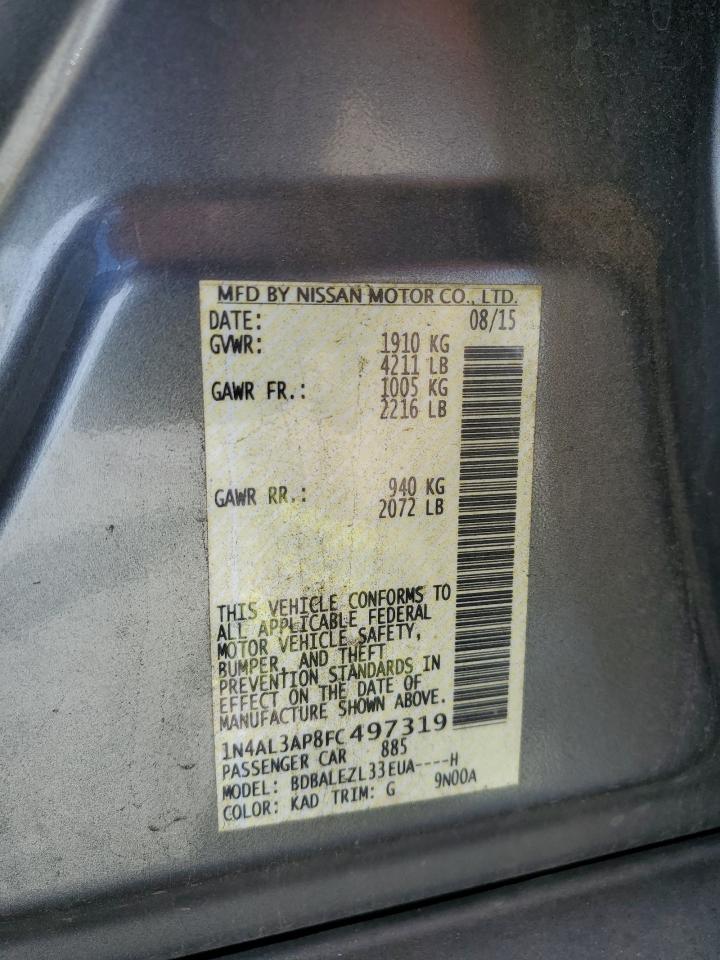 MFD BY NISSAN MOTOR CO., LTD.
DATE: 08/15
GVWR: 1910 KG
4211 LB
GAWR FR.: 1005 KG
2216 LB
GAWR RR.: 940 KG
2072 LB
THIS VEHICLE CONFORMS TO
ALL APPLICABLE FEDERAL
MOTOR VEHICLE SAFETY,
BUMPER, AND THEFT
PREVENTION STANDARDS IN
EFFECT ON THE DATE OF
MANUFACTURE SHOWN ABOVE.
1N4AL3AP8FC497319
PASSENGER CAR 885
MODEL: BDBALEZL33EUA----H
COLOR: KAD TRIM: G 9N00A